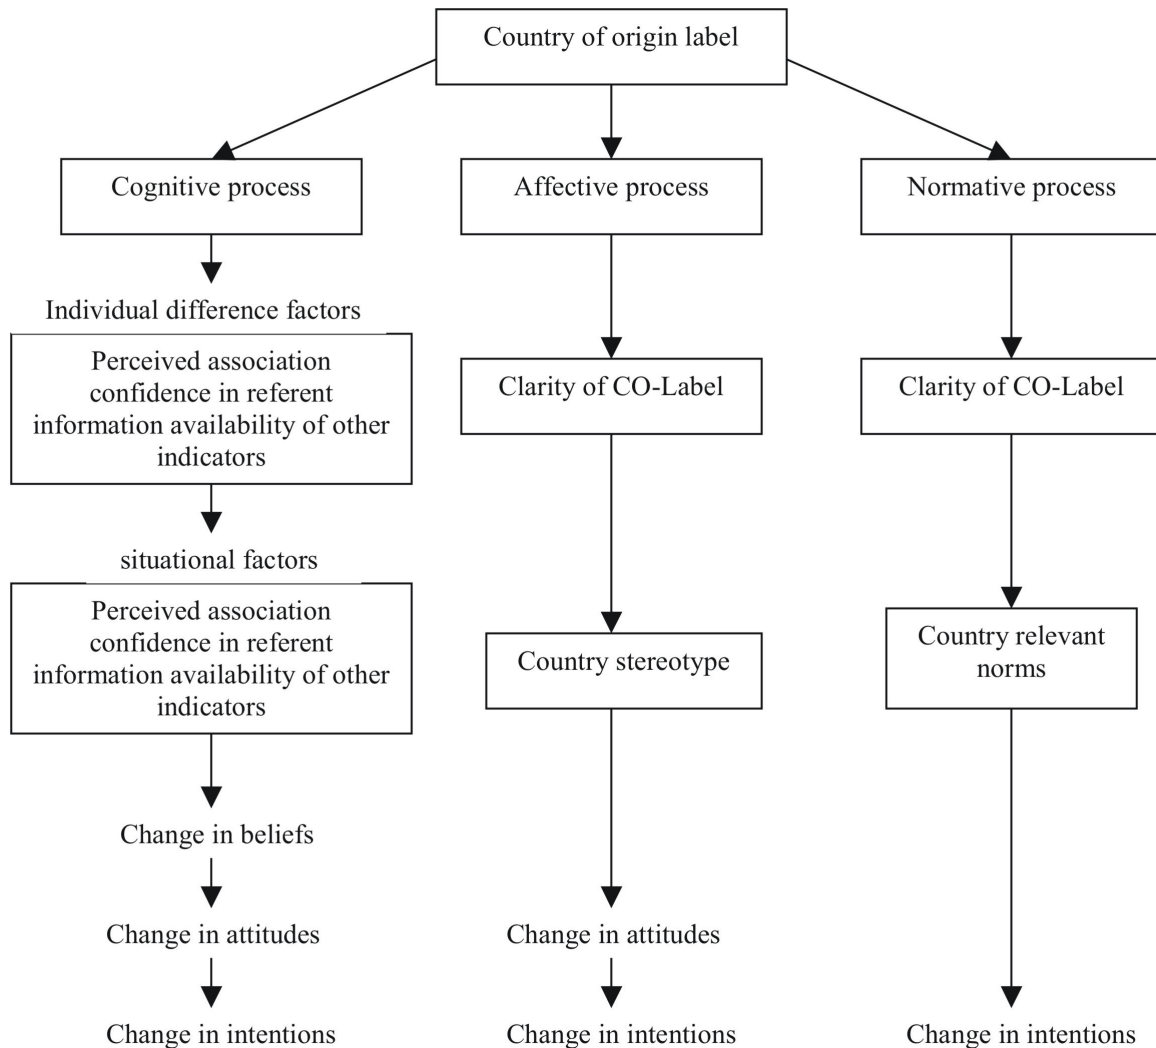 Country of origin label
Cognitive process
Affective process
Normative process
Individual difference factors
Perceived association
confidence in referent
information availability of other
indicators
Clarity of CO-Label
Clarity of CO-Label
situational factors
Perceived association
confidence in referent
information availability of other
indicators
Country stereotype
Country relevant
norms
Change in beliefs
Change in attitudes
Change in attitudes
Change in intentions
Change in intentions
Change in intentions